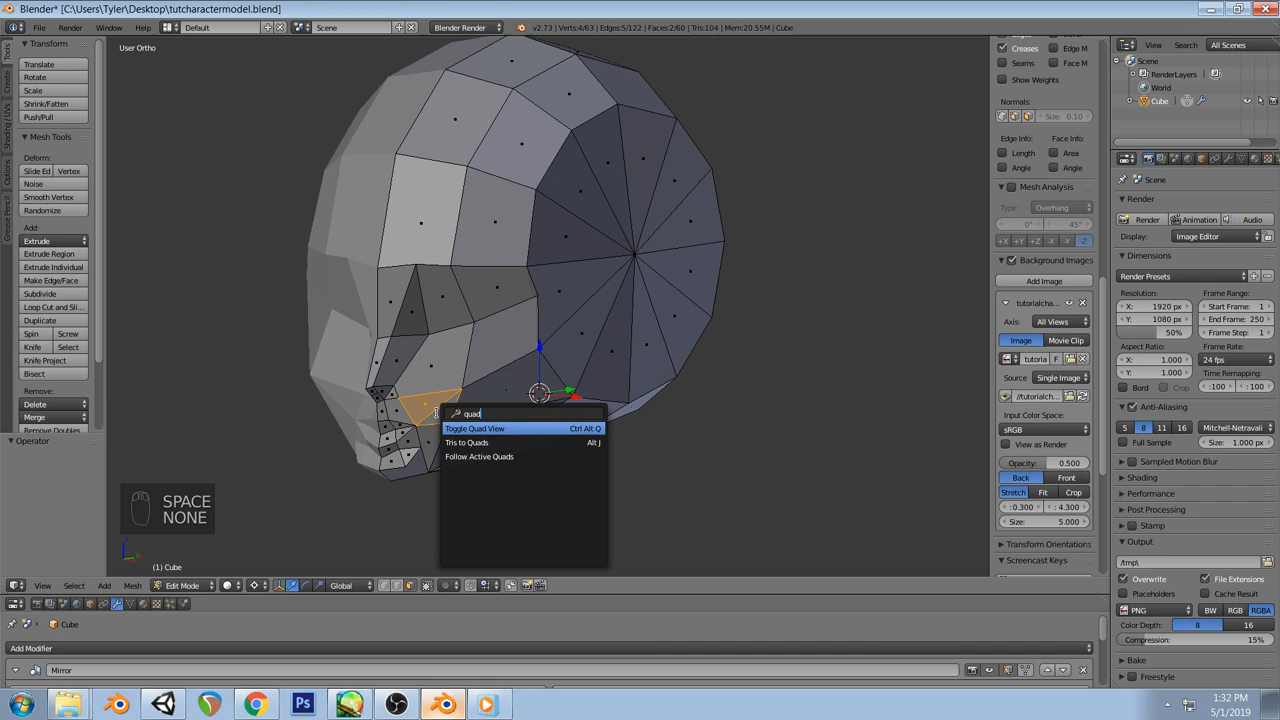 Blender* [C:\Users\Tyler\Desktop\tutcharactermodel.blend]
File Render Window Help Default Scene Blender Render v2.73 | Verts:4/63 | Edges:5/122 | Faces:2/60 | Tris:104 | Mem:20.55M | Cube
User Ortho
Tools
Create
Shading / UVs
Options
Grease Pencil
Transform
Translate
Rotate
Scale
Shrink/Fatten
Push/Pull
Mesh Tools
Deform:
Slide Ed Vertex
Noise
Smooth Vertex
Randomize
Add:
Extrude
Extrude Region
Extrude Individual
Make Edge/Face
Subdivide
Loop Cut and Sli...
Duplicate
Spin Screw
Knife Select
Knife Project
Bisect
Remove:
Delete
Merge
Remove Doubles
Operator
SPACE
NONE
(1) Cube
quad
Toggle Quad View Ctrl Alt Q
Tris to Quads Alt J
Follow Active Quads
View Select Add Mesh Edit Mode Global
Creases Edge M
Seams Face M
Show Weights
Normals:
Size: 0.10
Edge Info: Face Info:
Length Area
Angle Angle
Mesh Analysis
Type: Overhang
0° 45°
+X +Y +Z -X -Y -Z
Background Images
Add Image
tutorialcha...
Axis: All Views
Image Movie Clip
tutoria F
Source Single Image
//tutorialch...
Input Color Space:
sRGB
View as Render
Opacity: 0.500
Back Front
Stretch Fit Crop
:0.300 : 4.300
Size: 5.000
Transform Orientations
Screencast Keys
View Search All Scenes
Scene
RenderLayers
World
Cube
Scene
Render
Render Animation Audio
Display: Image Editor
Dimensions
Render Presets
Resolution: Frame Range:
X: 1920 px Start Frame: 1
Y: 1080 px End Frame: 250
50% Frame Step: 1
Aspect Ratio: Frame Rate:
X: 1.000 24 fps
Y: 1.000 Time Remapping:
Bord Crop :100 : 100
Anti-Aliasing
5 8 11 16 Mitchell-Netravali
Full Sample Size: 1.000 px
Sampled Motion Blur
Shading
Performance
Post Processing
Stamp
Output
/tmp\
Overwrite File Extensions
Placeholders Cache Result
PNG BW RGB RGBA
Color Depth: 8 16
Compression: 15%
Bake
Freestyle
Cube
Add Modifier
Mirror
Ps
1:32 PM
5/1/2019